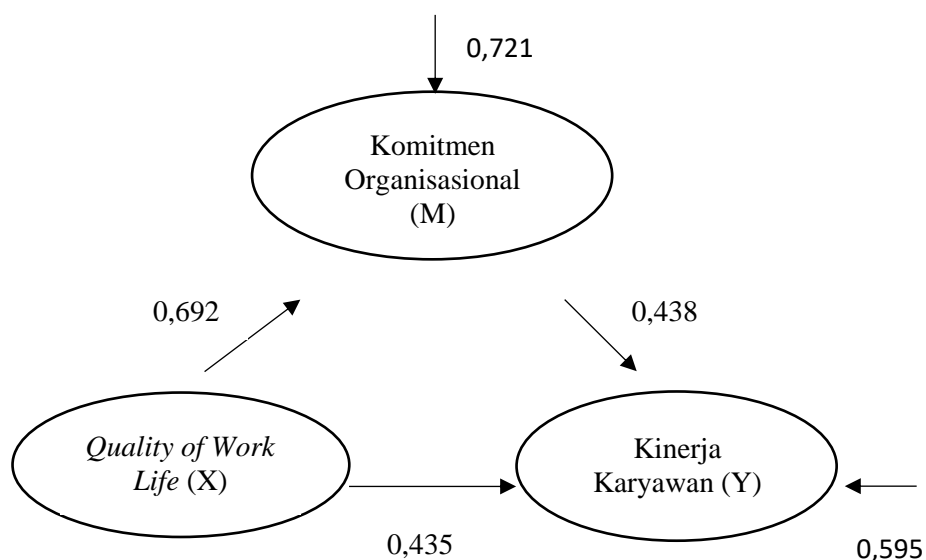 0,721
Komitmen
Organisasional
(M)
0,692
0,438
Quality of Work
Life (X)
Kinerja
Karyawan (Y)
0,435
0,595